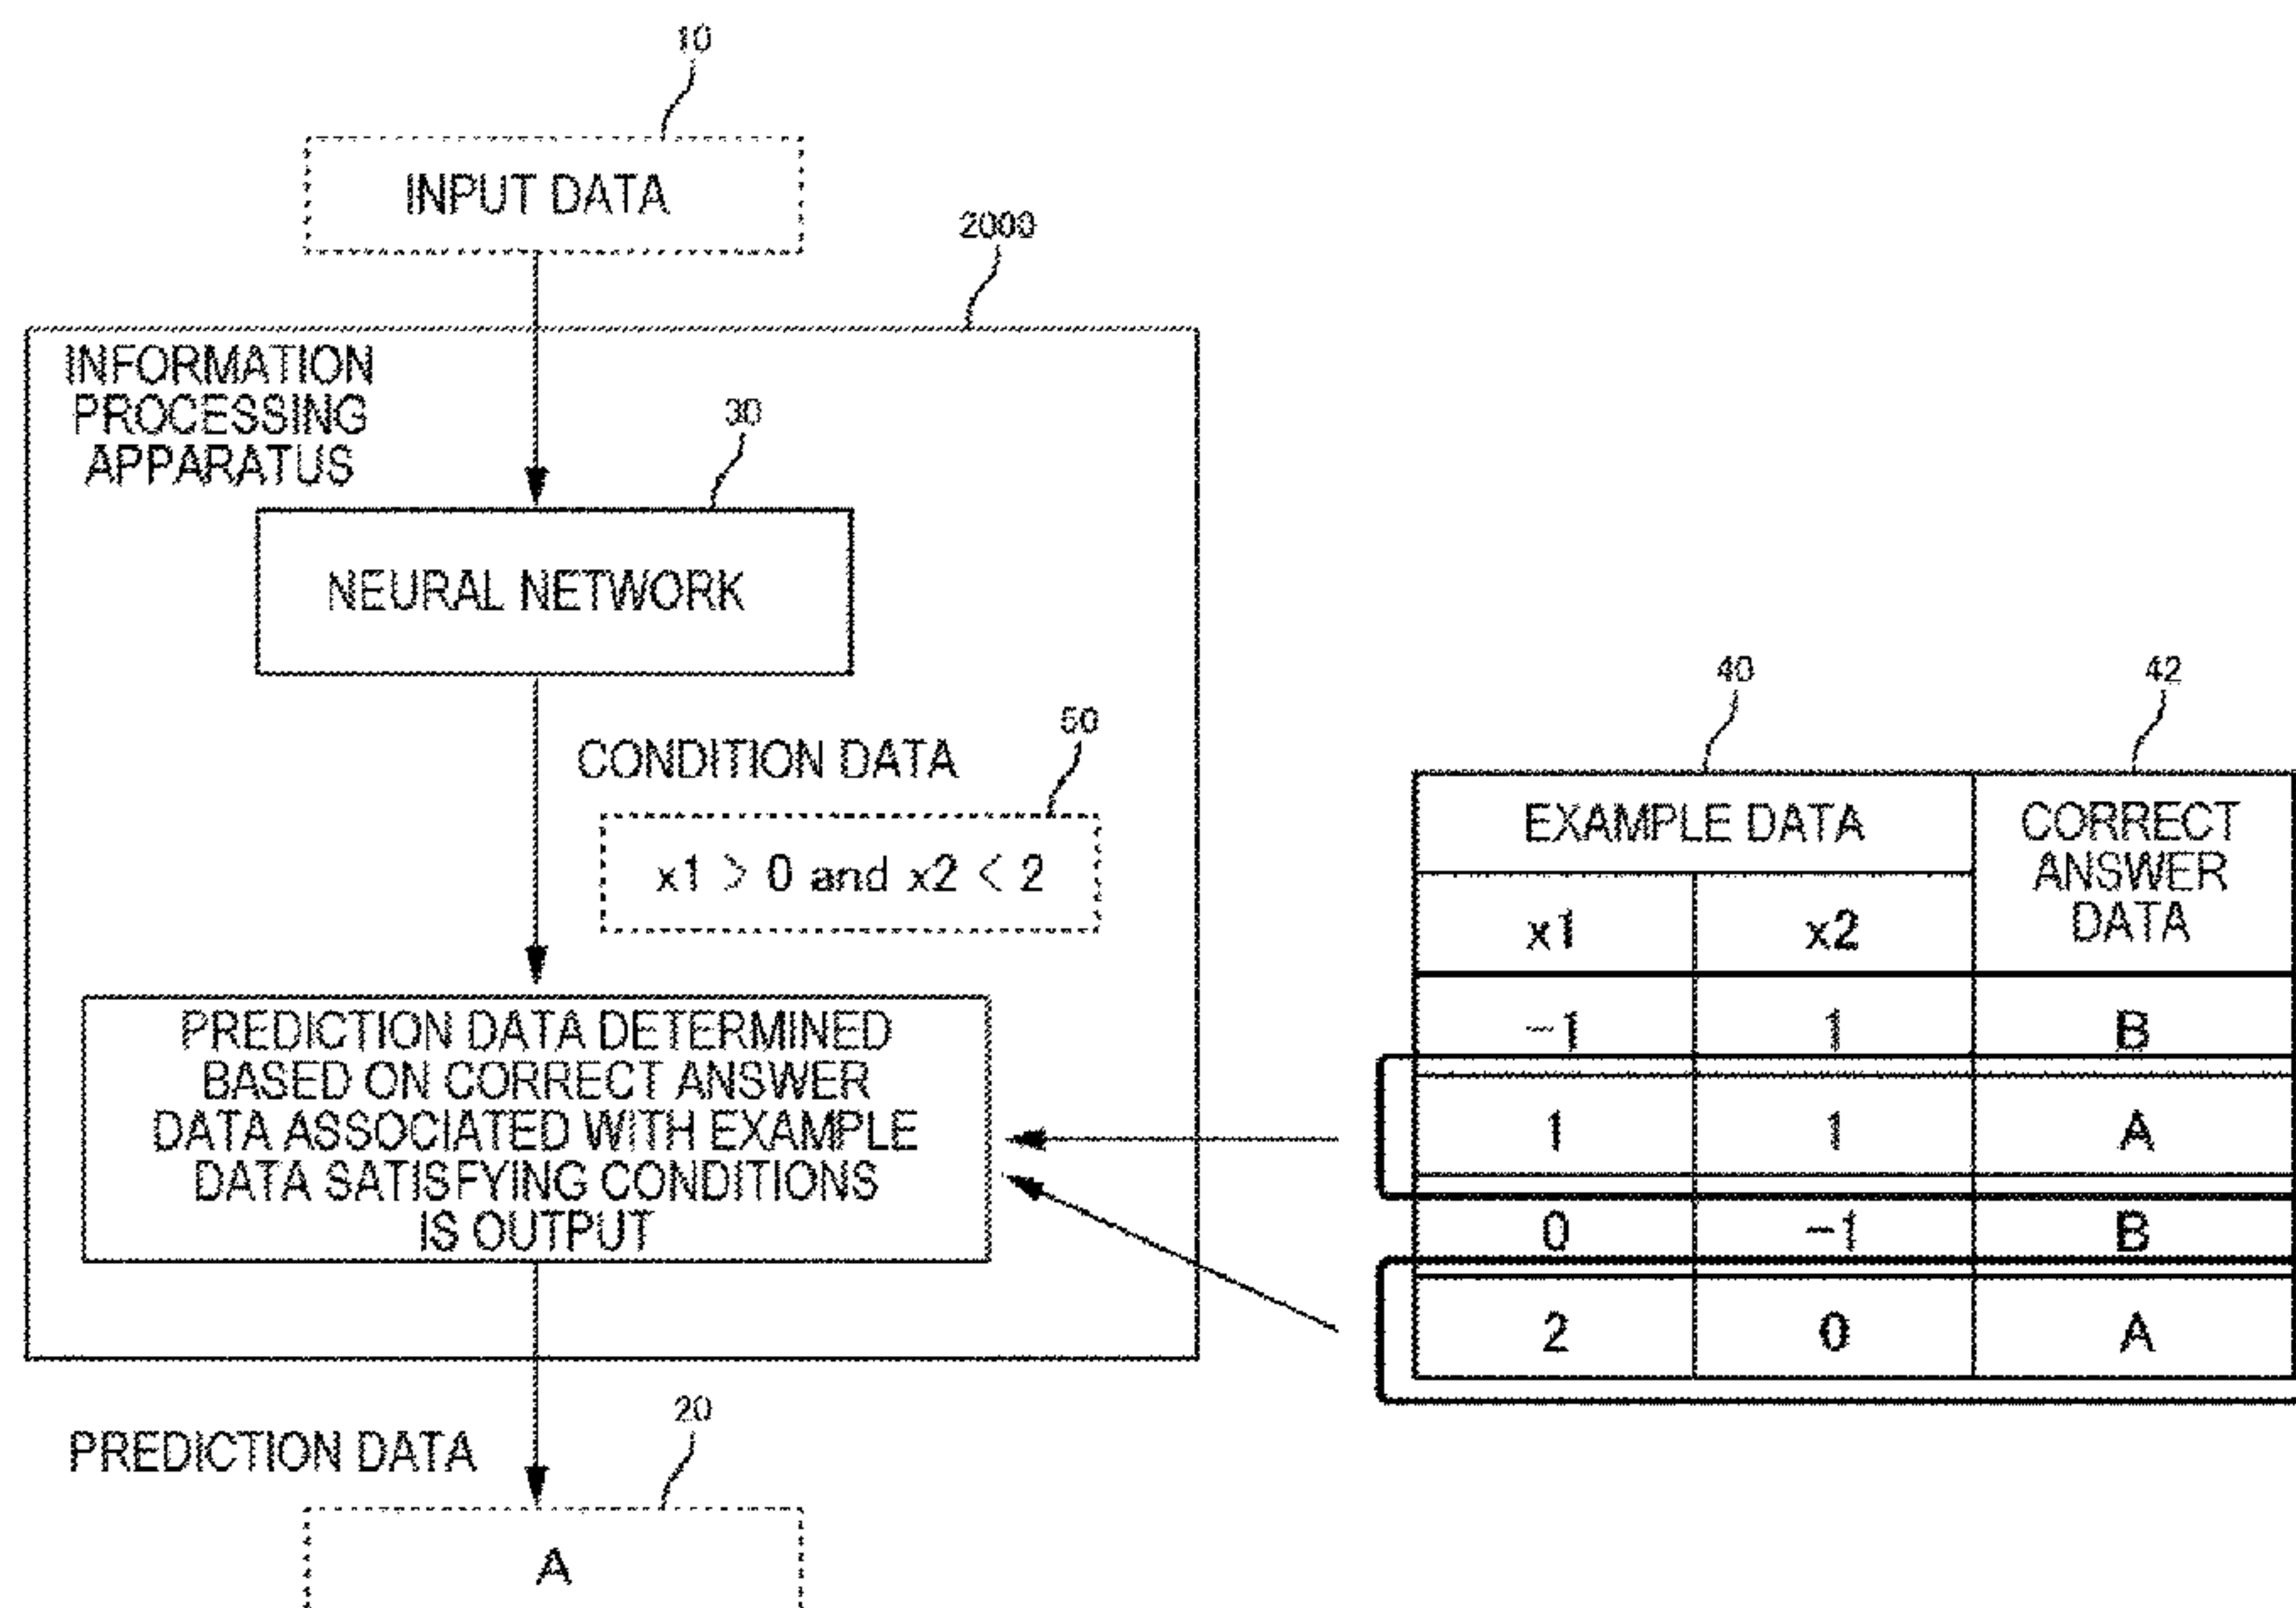 10
INPUT DATA
2000
INFORMATION
PROCESSING
APPARATUS
30
NEURAL NETWORK
CONDITION DATA
50
x1 > 0 and x2 < 2
PREDICTION DATA DETERMINED
BASED ON CORRECT ANSWER
DATA ASSOCIATED WITH EXAMPLE
DATA SATISFYING CONDITIONS
IS OUTPUT
40
42
EXAMPLE DATA
CORRECT
ANSWER
DATA
x1 x2
-1 1 B
1 1 A
0 -1 B
2 0 A
PREDICTION DATA
20
A